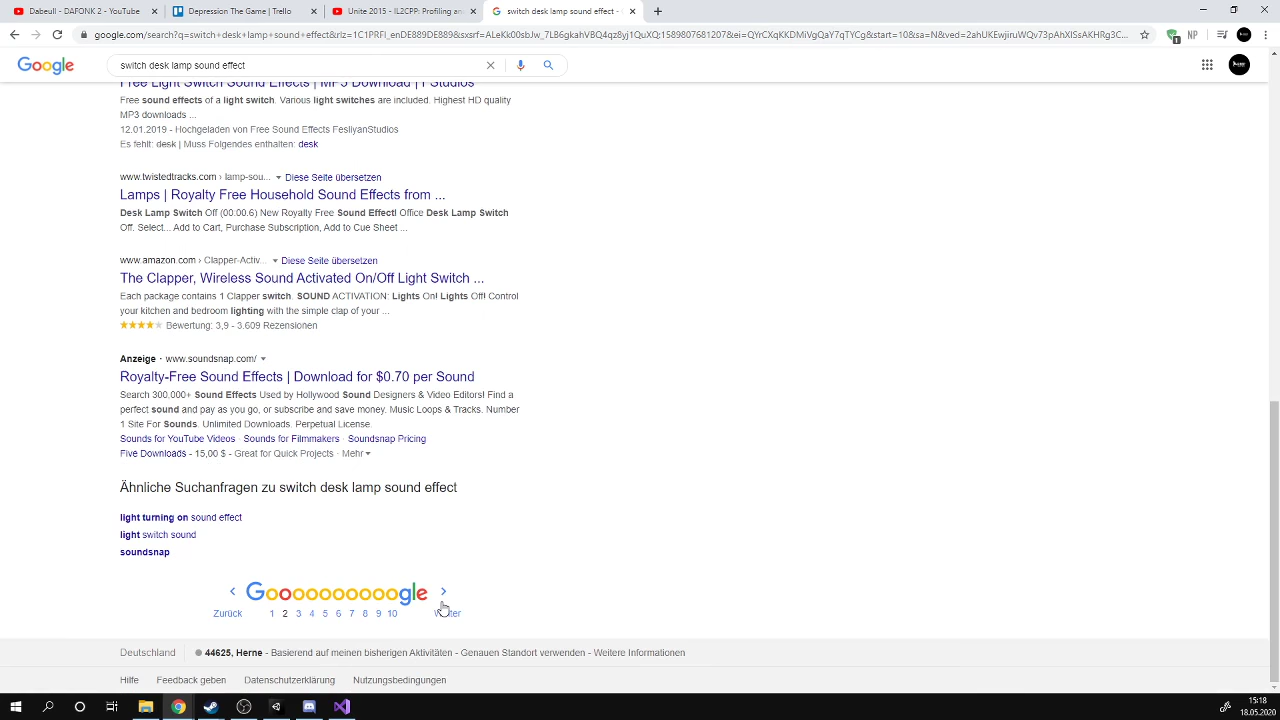 Dabeull - DAFONK 2 - YouTube
Depression The Game | Trello
Unite 2015 - IL2CPP: Profiling an
switch desk lamp sound effect -
google.com/search?q=switch+desk+lamp+sound+effect&rlz=1C1PRFI_enDE889DE889&sxsrf=
NP
Google
switch desk lamp sound effect
Free Light Switch Sound Effects | MP3 Download | FStudios
Free sound effects of a light switch. Various light switches are included. Highest HD quality
MP3 downloads ...
12.01.2019 - Hochgeladen von Free Sound Effects FesliyanStudios
Es fehlt: desk | Muss Folgendes enthalten: desk
www.twistedtracks.com › lamp-sou... Diese Seite übersetzen
Lamps | Royalty Free Household Sound Effects from ...
Desk Lamp Switch Off (00:00.6) New Royalty Free Sound Effect! Office Desk Lamp Switch
Off. Select... Add to Cart, Purchase Subscription, Add to Cue Sheet ...
www.amazon.com › Clapper-Activ... Diese Seite übersetzen
The Clapper, Wireless Sound Activated On/Off Light Switch ...
Each package contains 1 Clapper switch. SOUND ACTIVATION: Lights On! Lights Off! Control
your kitchen and bedroom lighting with the simple clap of your ...
Bewertung: 3,9 - 3.609 Rezensionen
Anzeige · www.soundsnap.com/
Royalty-Free Sound Effects | Download for $0.70 per Sound
Search 300,000+ Sound Effects Used by Hollywood Sound Designers & Video Editors! Find a
perfect sound and pay as you go, or subscribe and save money. Music Loops & Tracks. Number
1 Site For Sounds. Unlimited Downloads. Perpetual License.
Sounds for YouTube Videos · Sounds for Filmmakers · Soundsnap Pricing
Five Downloads - 15,00 $ - Great for Quick Projects · Mehr
Ähnliche Suchanfragen zu switch desk lamp sound effect
light turning on sound effect
light switch sound
soundsnap
Goooooooooogle
Zurück 1 2 3 4 5 6 7 8 9 10 Weiter
Deutschland 44625, Herne - Basierend auf meinen bisherigen Aktivitäten - Genauen Standort verwenden - Weitere Informationen
Hilfe Feedback geben Datenschutzerklärung Nutzungsbedingungen
15:18
18.05.2020